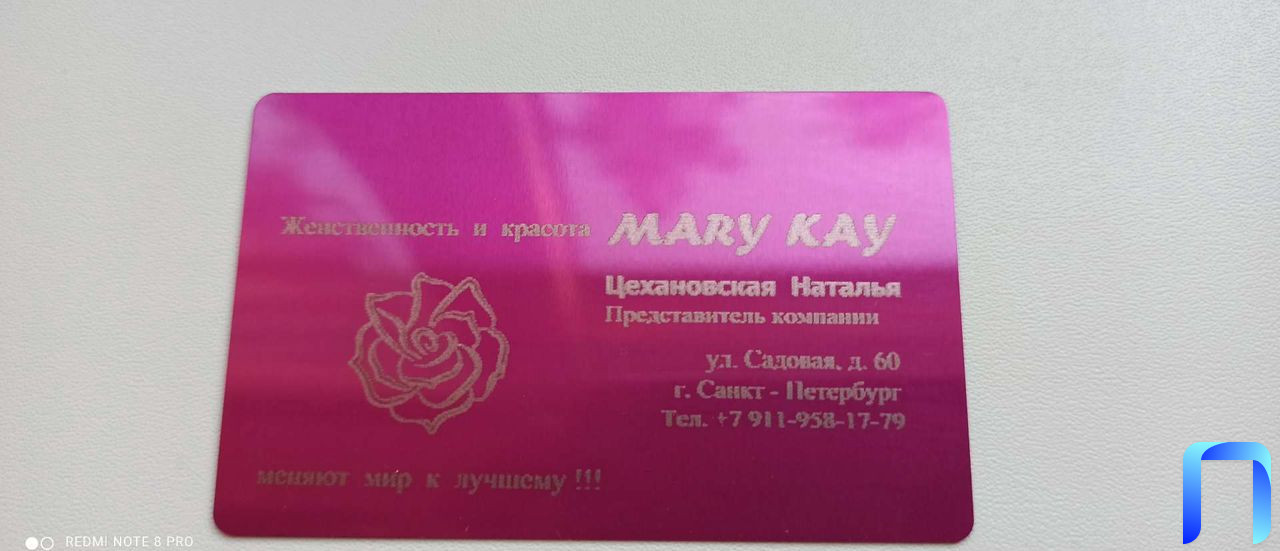 Женственность и красота MARY KAY
Цехановская Наталья
Представитель компании
ул. Садовая, д. 60
г. Санкт - Петербург
Тел. +7 911-958-17-79
меняют мир к лучшему !!!
REDMI NOTE 8 PRO